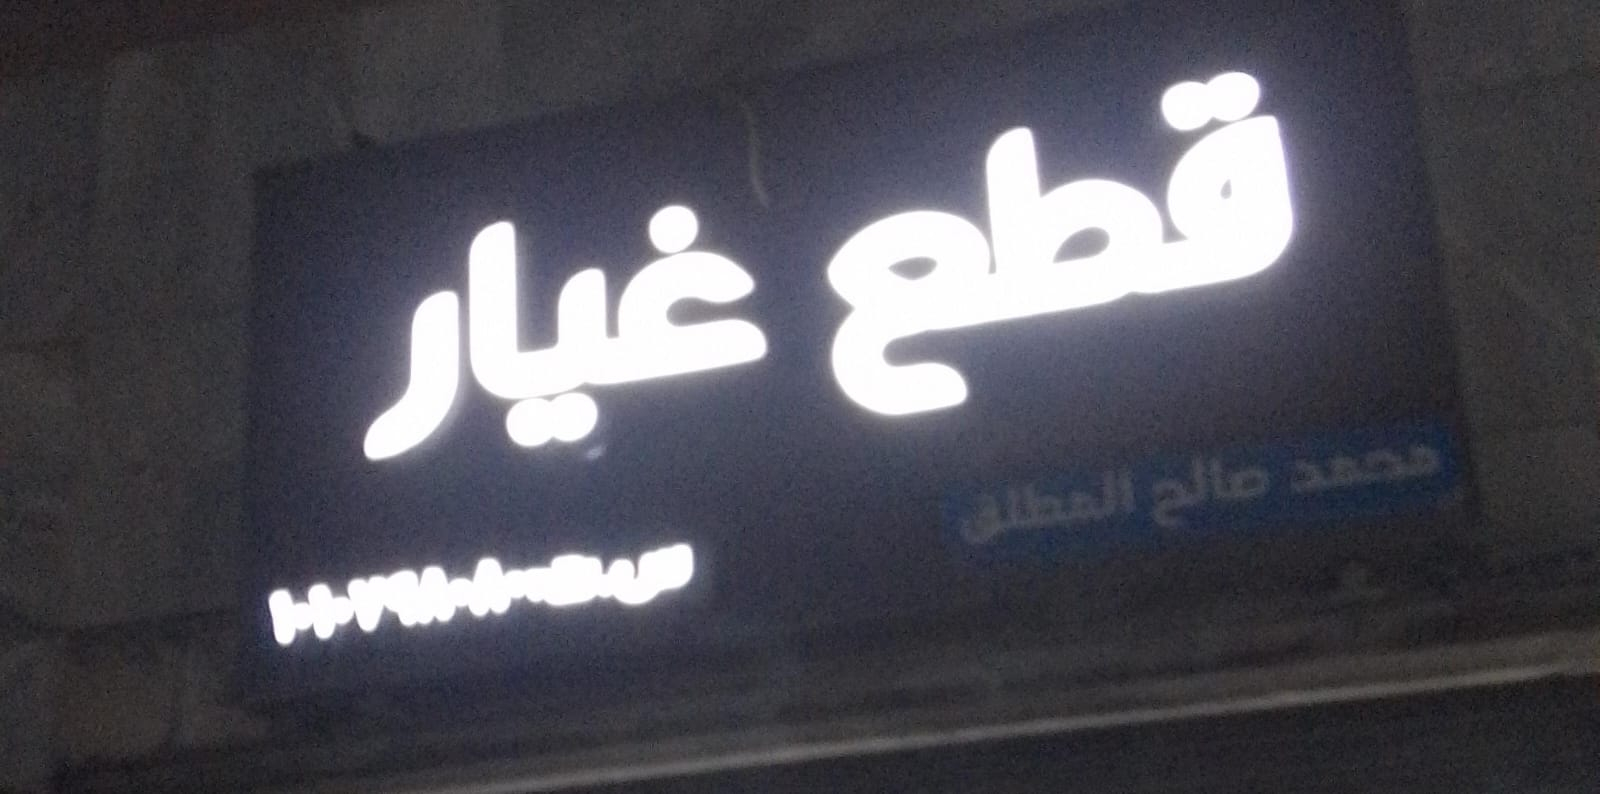 قطع غيار
محمد صالح المطلق
س.ت